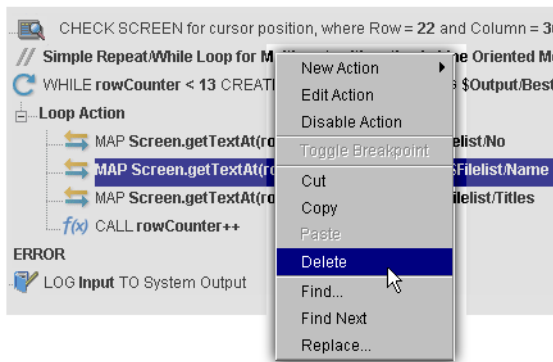 CHECK SCREEN for cursor position, where Row = 22 and Column =
// Simple Repeat/While Loop for Oriented
WHILE rowCounter < 13 $Output/Best
Loop Action
MAP Screen.getTextAt( elist/No
MAP Screen.getTextAt( Filelist/Name
MAP Screen.getTextAt( ilelist/Titles
f(x) CALL rowCounter++
ERROR
LOG Input TO System Output
New Action
Edit Action
Disable Action
Toggle Breakpoint
Cut
Copy
Paste
Delete
Find...
Find Next
Replace...